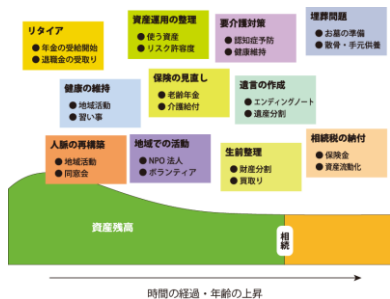 リタイア
● 年金の受給開始
● 退職金の受取り
資産運用の整理
● 使う資産
● リスク許容度
要介護対策
● 認知症予防
● 健康維持
埋葬問題
● お墓の準備
● 散骨・手元供養
健康の維持
● 地域活動
● 習い事
保険の見直し
● 老齢年金
● 介護給付
遺言の作成
● エンディングノート
● 遺産分割
人脈の再構築
● 地域活動
● 同窓会
地域での活動
● NPO 法人
● ボランティア
生前整理
● 財産分割
● 買取り
相続税の納付
● 保険金
● 資産流動化
資産残高
相続
時間の経過・年齢の上昇